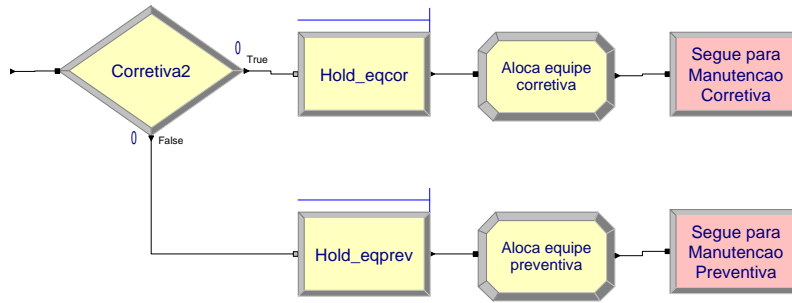 0
True
Corretiva2
Hold_eqcor
Aloca equipe
corretiva
Segue para
Manutencao
Corretiva
0
False
Hold_eqprev
Aloca equipe
preventiva
Segue para
Manutencao
Preventiva